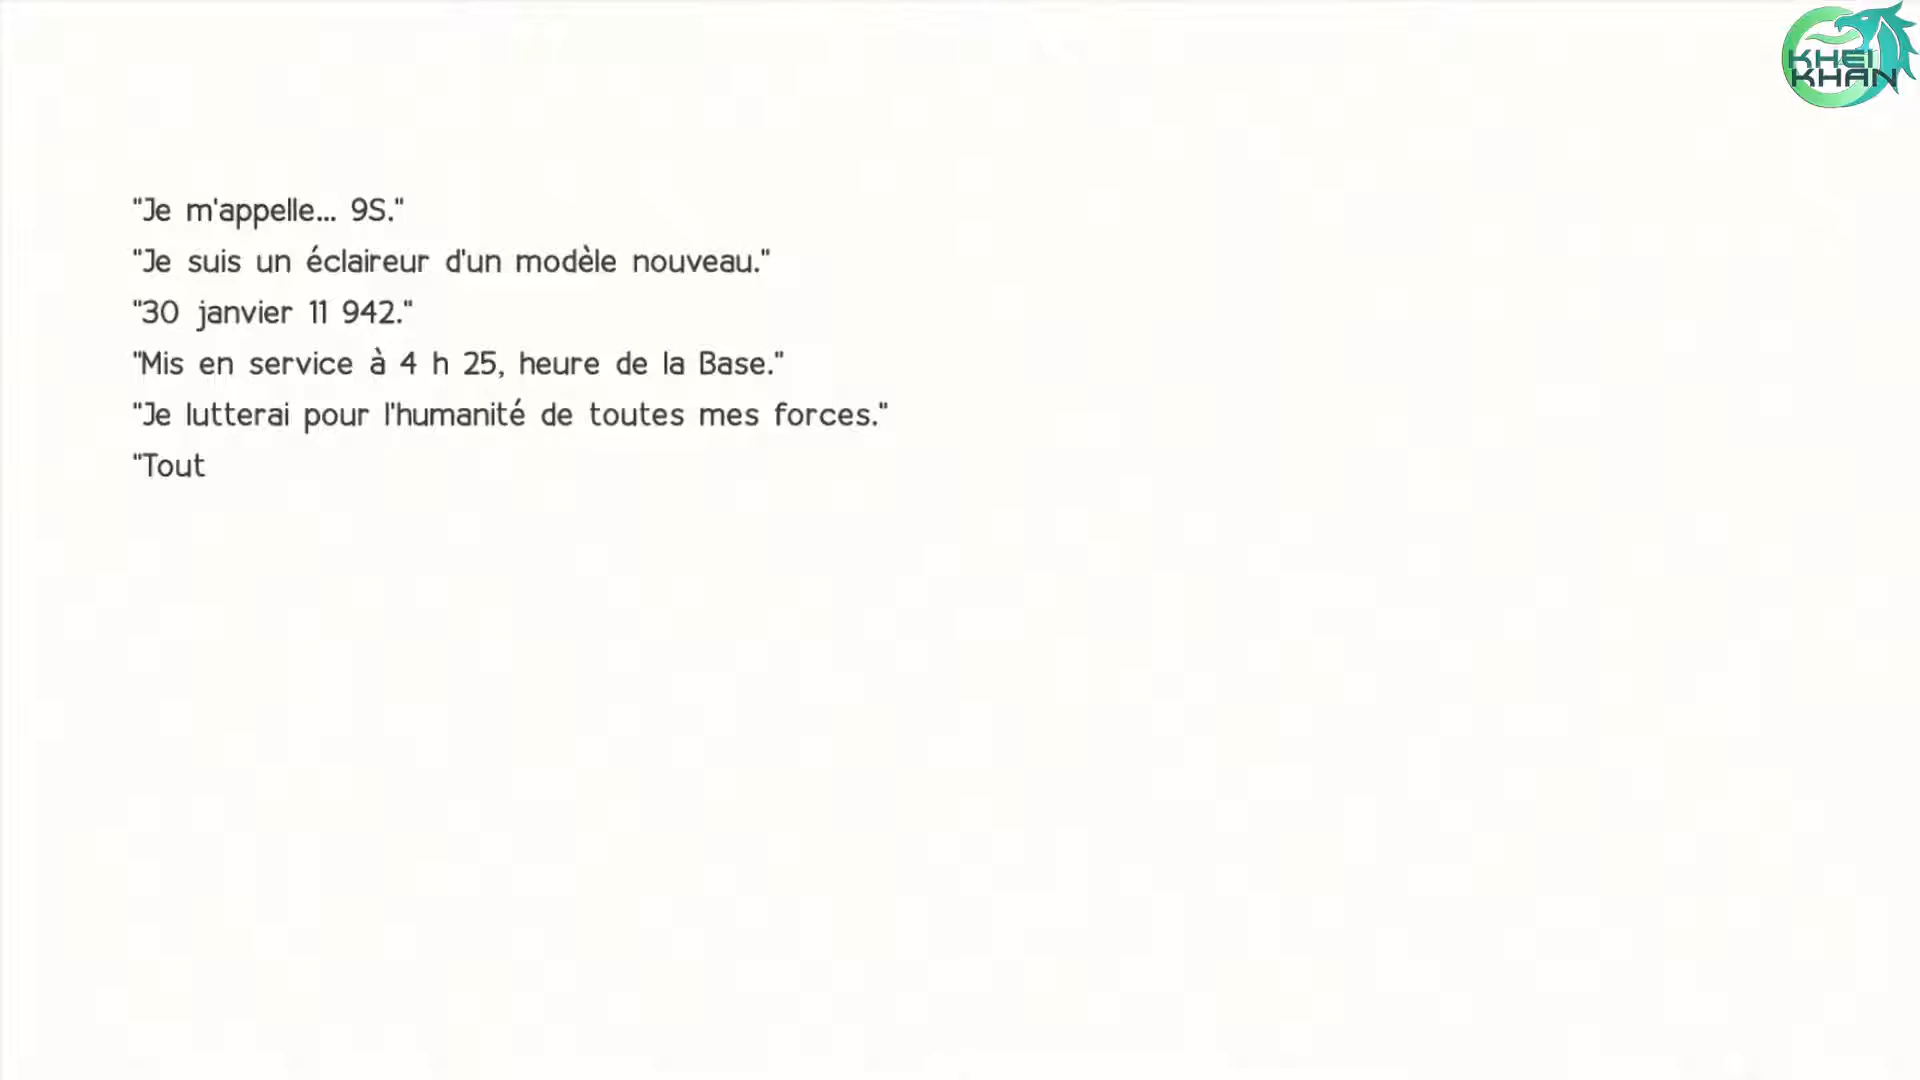 KHEI
KHAN
"Je m'appelle... 9S."
"Je suis un éclaireur d'un modèle nouveau."
"30 janvier 11 942."
"Mis en service à 4 h 25, heure de la Base."
"Je lutterai pour l'humanité de toutes mes forces."
"Tout